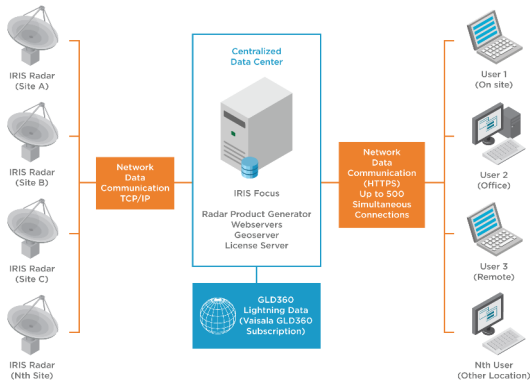 IRIS Radar
(Site A)
IRIS Radar
(Site B)
IRIS Radar
(Site C)
IRIS Radar
(Nth Site)
Network
Data
Communication
TCP/IP
Centralized
Data Center
IRIS Focus
Radar Product Generator
Webservers
Geoserver
License Server
GLD360
Lightning Data
(Vaisala GLD360
Subscription)
Network
Data
Communication
(HTTPS)
Up to 500
Simultaneous
Connections
User 1
(On site)
User 2
(Office)
User 3
(Remote)
Nth User
(Other Location)